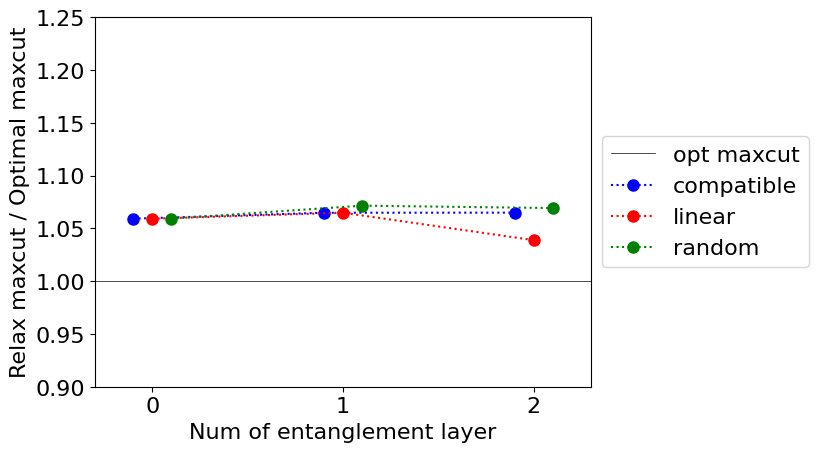 Relax maxcut / Optimal maxcut
1.25
1.20
1.15
1.10
1.05
1.00
0.95
0.90
0
1
2
Num of entanglement layer
opt maxcut
compatible
linear
random